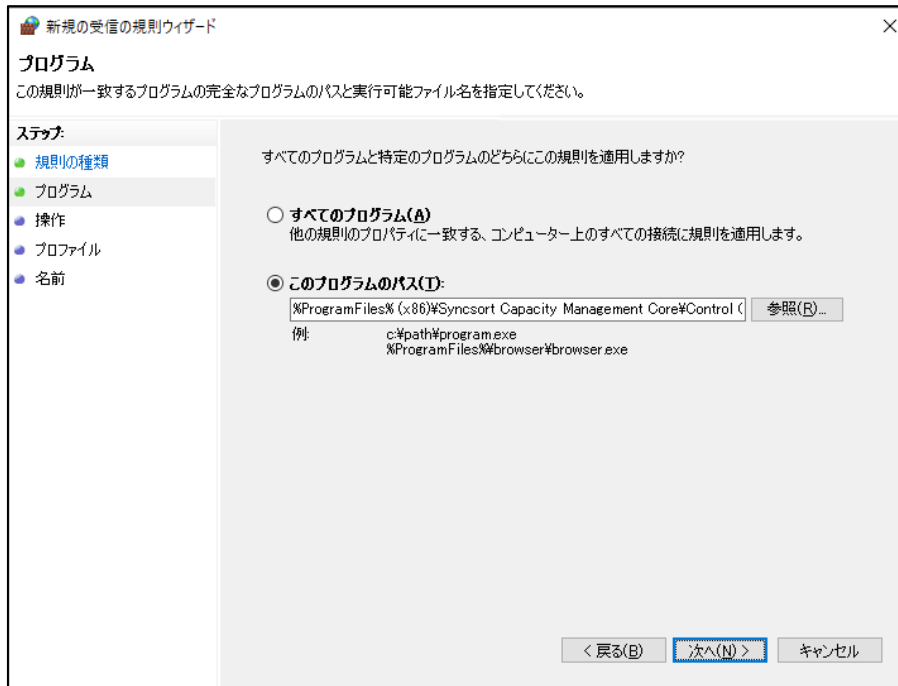 新規の受信の規則ウィザード
プログラム
この規則が一致するプログラムの完全なプログラムのパスと実行可能ファイル名を指定してください。
ステップ:
規則の種類
プログラム
操作
プロファイル
名前
すべてのプログラムと特定のプログラムのどちらにこの規則を適用しますか?
すべてのプログラム(A)
他の規則のプロパティに一致する、コンピューター上のすべての接続に規則を適用します。
このプログラムのパス(T):
%ProgramFiles% (x86)¥Syncsort Capacity Management Core¥Control (
参照(R)...
例: c:¥path¥program.exe
%ProgramFiles%¥browser¥browser.exe
< 戻る(B) 次へ(N) > キャンセル